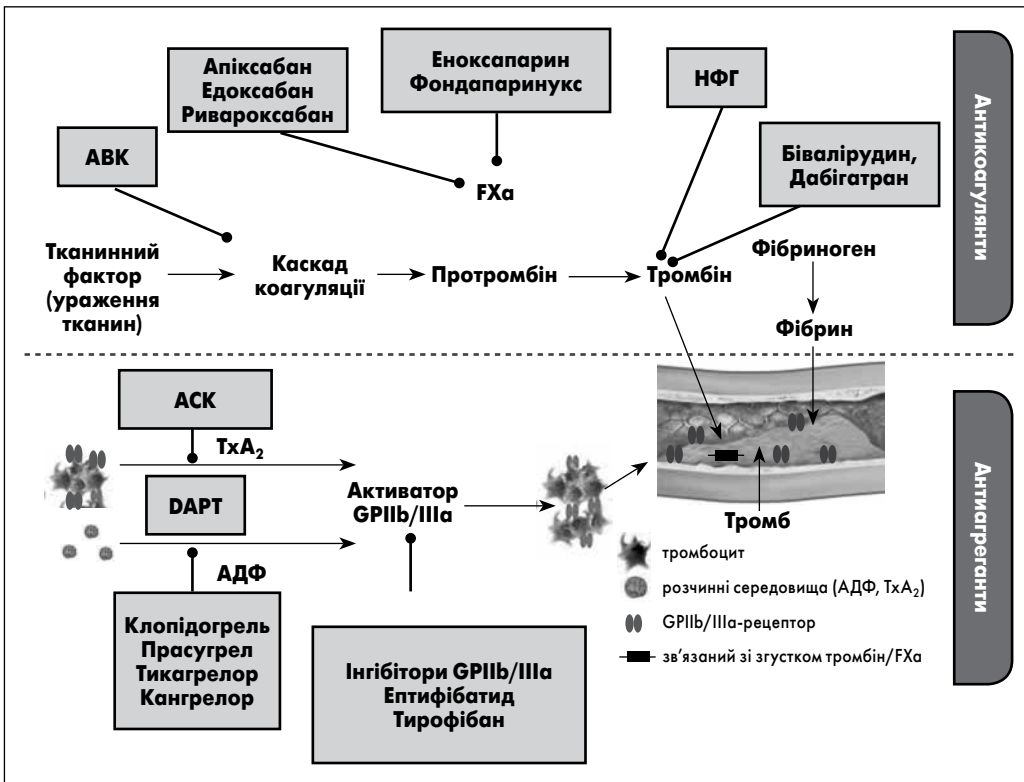 Апіксабан
Едоксабан
Ривароксабан
Еноксапарин
Фондапаринукс
НФГ
АВК
Бівалірудин,
Дабігатран
FXa
Тканинний
фактор
(ураження
тканин)
Каскад
коагуляції
Протромбін
Тромбін
Фібриноген
Фібрин
Антикоагулянти
АСК
TxA₂
DAPT
АДФ
Активатор
GPIIb/IIIa
Клопідогрель
Прасугрел
Тикагрелор
Кангрелор
Інгібітори GPIIb/IIIa
Ептифібатид
Тирофібан
Тромб
тромбоцит
розчинні середовища (АДФ, TxA₂)
GPIIb/IIIa-рецептор
зв'язаний зі згустком тромбін/FXa
Антиагреганти